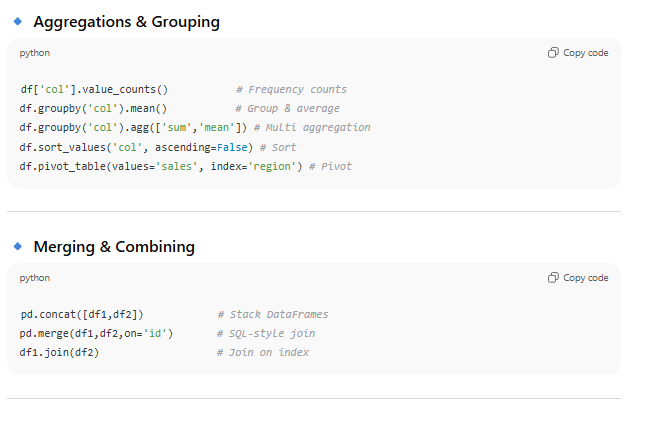 Aggregations & Grouping
python
Copy code
df['col'].value_counts() # Frequency counts
df.groupby('col').mean() # Group & average
df.groupby('col').agg(['sum','mean']) # Multi aggregation
df.sort_values('col', ascending=False) # Sort
df.pivot_table(values='sales', index='region') # Pivot
Merging & Combining
python
Copy code
pd.concat([df1,df2]) # Stack DataFrames
pd.merge(df1,df2,on='id') # SQL-style join
df1.join(df2) # Join on index